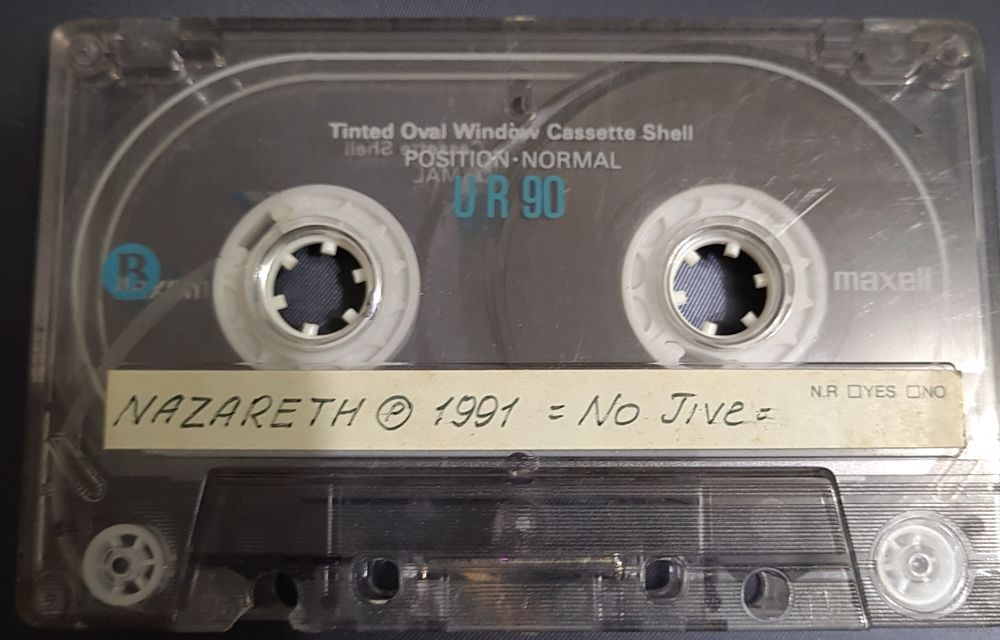 Tinted Oval Window Cassette Shell
POSITION·NORMAL
UR 90
B
maxell
NAZARETH Ⓟ 1991 = No Jive =
N.R □YES □NO